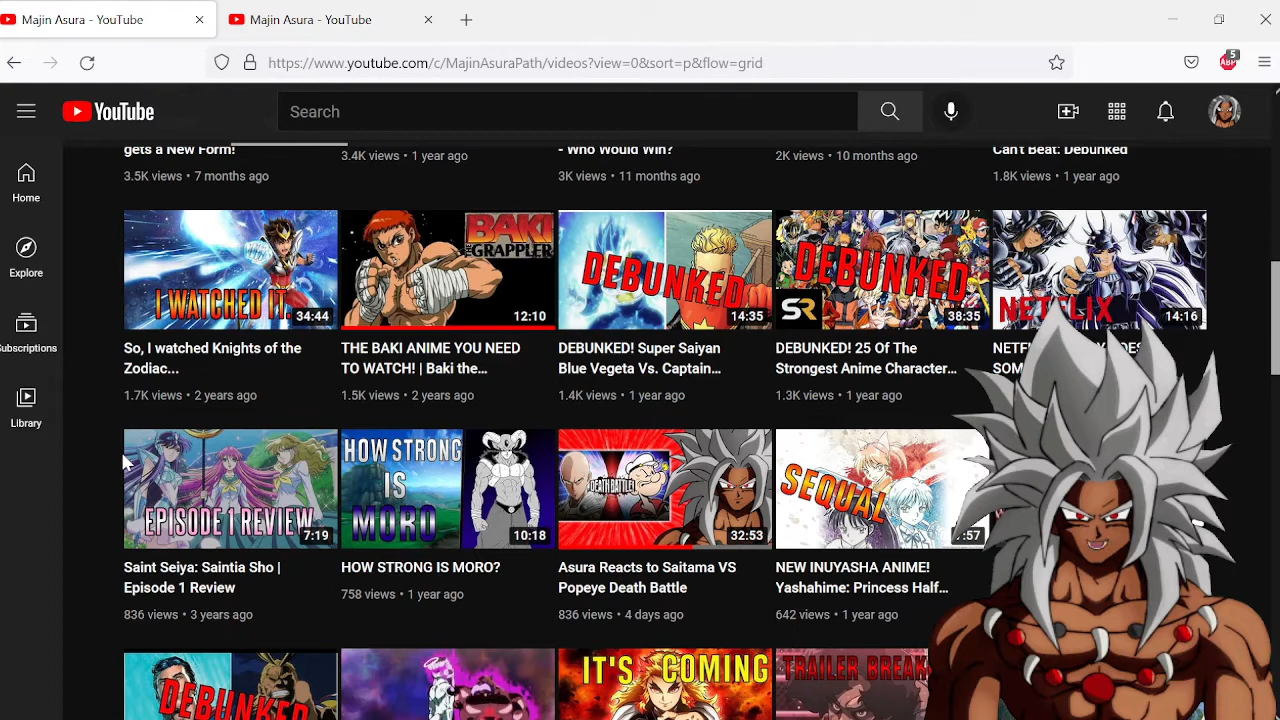 Majin Asura - YouTube
Majin Asura - YouTube
https://www.youtube.com/c/MajinAsuraPath/videos?view=0&sort=p&flow=grid
5
ABP
YouTube
Search
Home
Explore
Subscriptions
Library
gets a New Form!
3.5K views • 7 months ago
3.4K views • 1 year ago
- Who Would Win?
3K views • 11 months ago
2K views • 10 months ago
Can't Beat: Debunked
1.8K views • 1 year ago
I WATCHED IT.
34:44
So, I watched Knights of the
Zodiac...
1.7K views • 2 years ago
BAKI
THE GRAPPLER
12:10
THE BAKI ANIME YOU NEED
TO WATCH! | Baki the...
1.5K views • 2 years ago
DEBUNKED
14:35
DEBUNKED! Super Saiyan
Blue Vegeta Vs. Captain...
1.4K views • 1 year ago
DEBUNKED
SR
38:35
DEBUNKED! 25 Of The
Strongest Anime Character...
1.3K views • 1 year ago
NETFLIX
14:16
EPISODE 1 REVIEW
7:19
Saint Seiya: Saintia Sho |
Episode 1 Review
836 views • 3 years ago
HOW STRONG
IS
MORO
10:18
HOW STRONG IS MORO?
758 views • 1 year ago
DEATH BATTLE!
32:53
Asura Reacts to Saitama VS
Popeye Death Battle
836 views • 4 days ago
SEQUAL
:57
NEW INUYASHA ANIME!
Yashahime: Princess Half...
642 views • 1 year ago
DEBUNKED
IT'S COMING
TRAILER BREAK